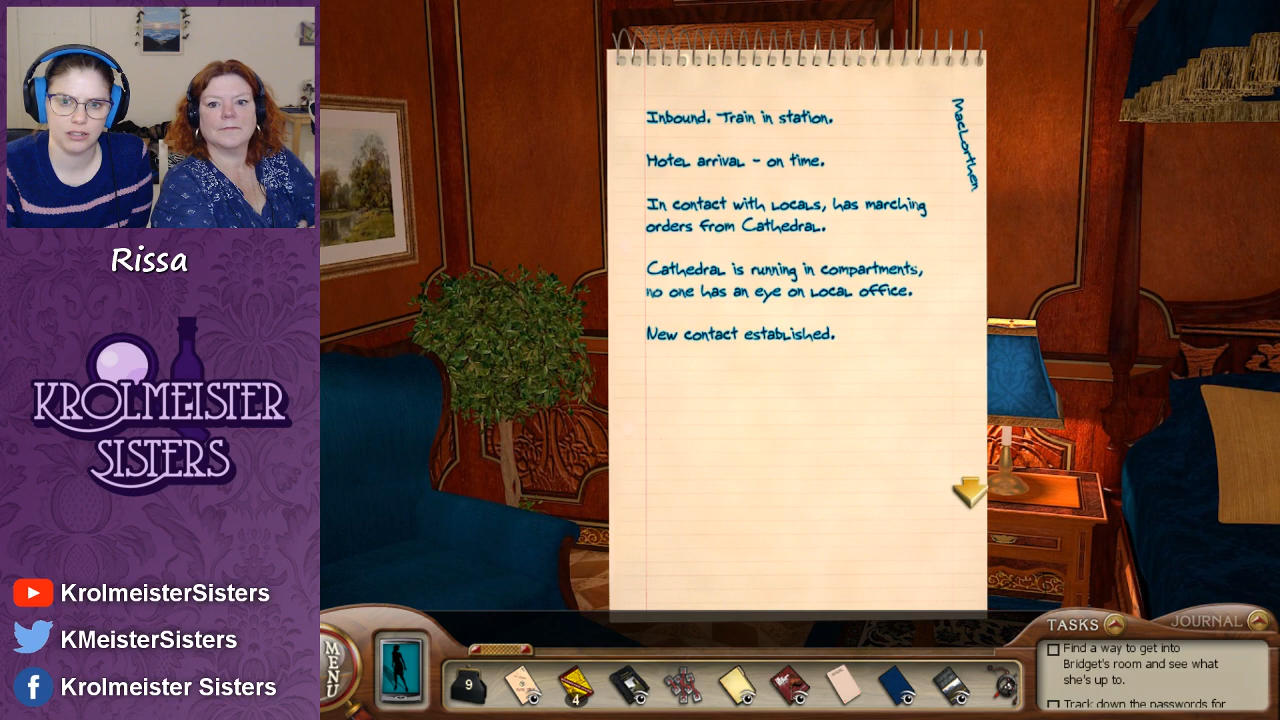 Rissa
KROLMEISTER
SISTERS
KrolmeisterSisters
KMeisterSisters
Krolmeister Sisters
MacLorthen
Inbound. Train in station.
Hotel arrival - on time.
In contact with locals, has marching
orders from Cathedral.
Cathedral is running in compartments,
no one has an eye on local office.
New contact established.
MENU
9
4
TASKS
JOURNAL
Find a way to get into
Bridget's room and see what
she's up to.
Track down the passwords for